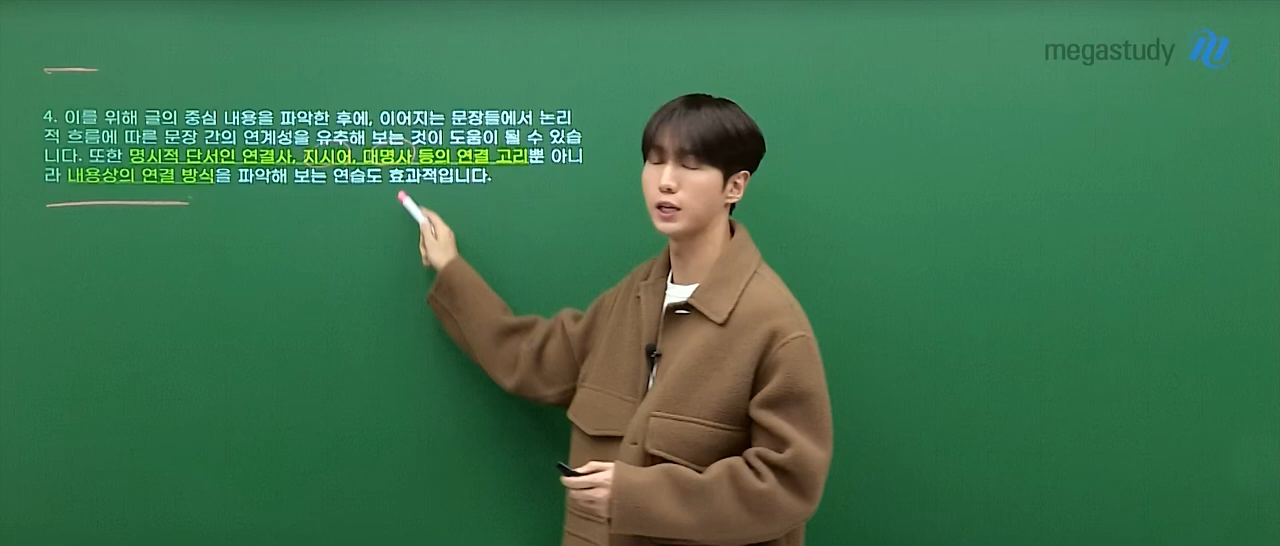 megastudy
4. 이를 위해 글의 중심 내용을 파악한 후에, 이어지는 문장들에서 논리
적 흐름에 따른 문장 간의 연계성을 유추해 보는 것이 도움이 될 수 있습
니다. 또한 명시적 단서인 연결사, 지시어, 대명사 등의 연결 고리뿐 아니
라 내용상의 연결 방식을 파악해 보는 연습도 효과적입니다.